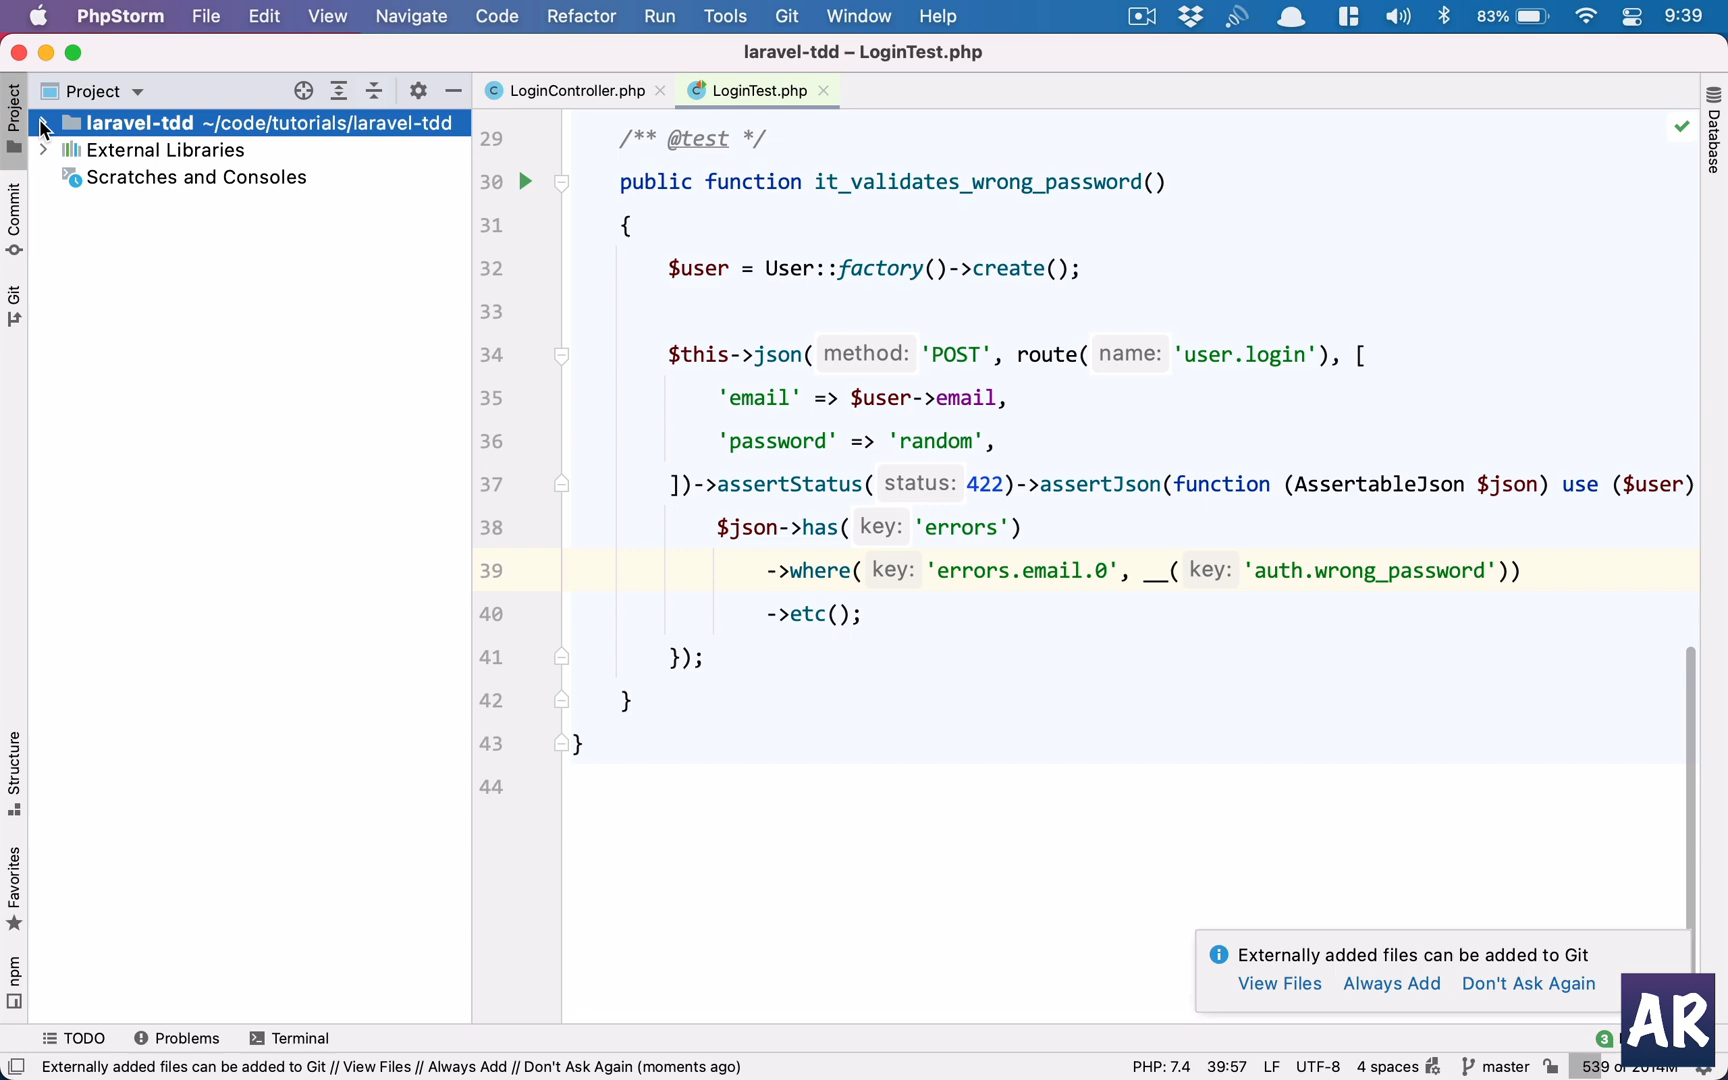 PhpStorm File Edit View Navigate Code Refactor Run Tools Git Window Help 83% 9:39
laravel-tdd – LoginTest.php
Project
LoginController.php LoginTest.php
laravel-tdd ~/code/tutorials/laravel-tdd
External Libraries
Scratches and Consoles
Project
Commit
Git
Structure
Favorites
npm
Database
29 /** @test */
30 public function it_validates_wrong_password()
31 {
32 $user = User::factory()->create();
33
34 $this->json( method: 'POST', route( name: 'user.login'), [
35 'email' => $user->email,
36 'password' => 'random',
37 ])->assertStatus( status: 422)->assertJson(function (AssertableJson $json) use ($user)
38 $json->has( key: 'errors')
39 ->where( key: 'errors.email.0', __( key: 'auth.wrong_password'))
40 ->etc();
41 });
42 }
43 }
44
Externally added files can be added to Git
View Files Always Add Don't Ask Again
AR
TODO Problems Terminal 3
Externally added files can be added to Git // View Files // Always Add // Don't Ask Again (moments ago) PHP: 7.4 39:57 LF UTF-8 4 spaces master 539 of